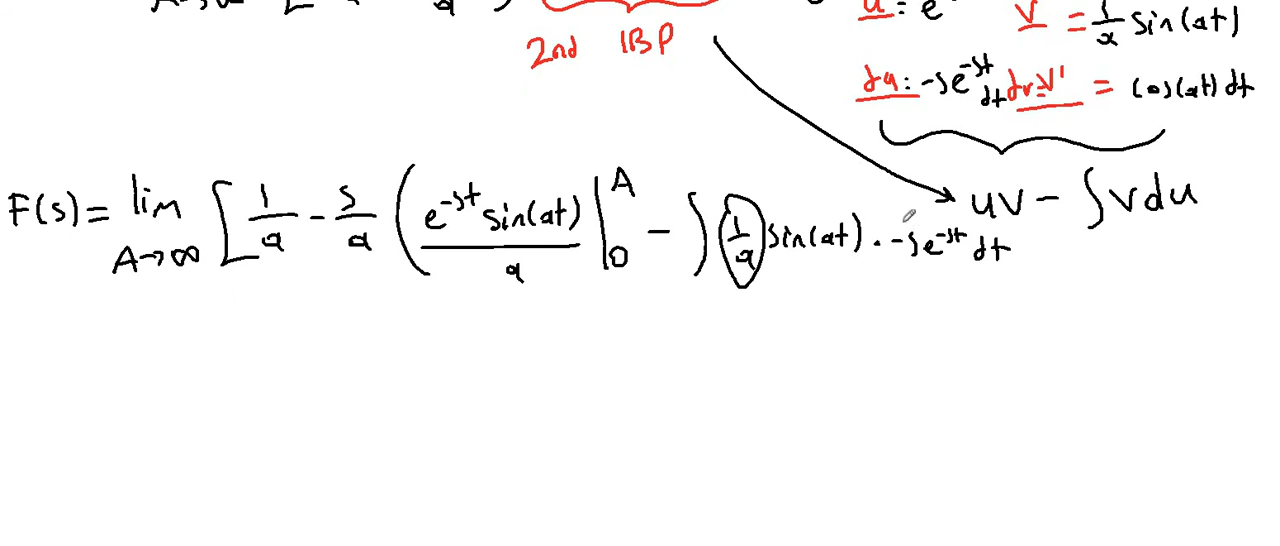 u = e
V = 1/a sin(at)
2nd IBP
du = -se^-st dt dv=v' = cos(at) dt
F(s) = lim A→∞ [ 1/a - s/a ( e^-st sin(at) / a |_0^A - ∫ (1/a) sin(at) · -se^-st dt
uv - ∫vdu